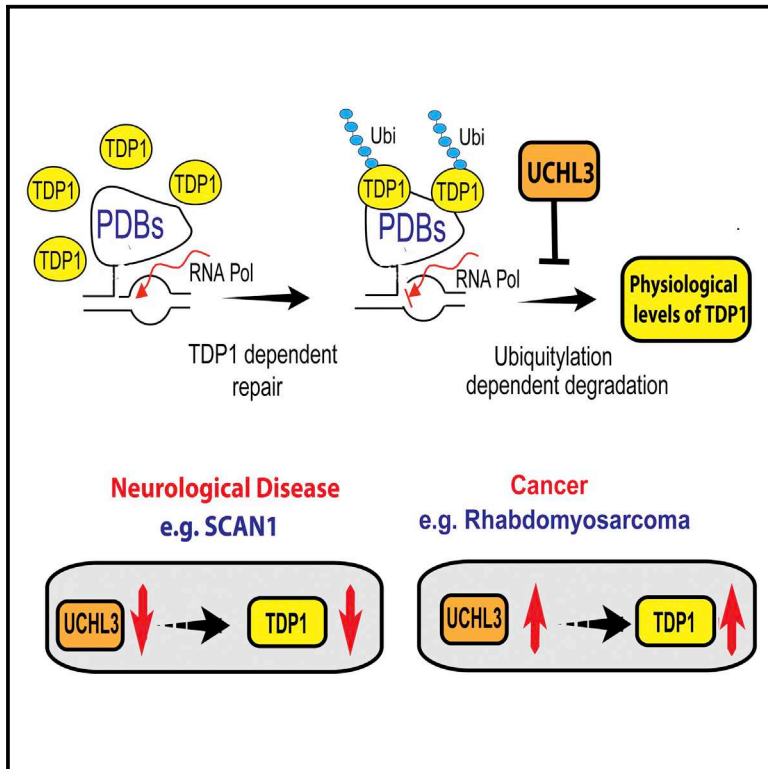 TDP1
TDP1
TDP1
TDP1
PDBs
RNA Pol
TDP1 dependent
repair
Ubi
Ubi
TDP1
TDP1
PDBs
RNA Pol
UCHL3
Ubiquitylation
dependent degradation
Physiological
levels of TDP1
Neurological Disease
e.g. SCAN1
UCHL3
TDP1
Cancer
e.g. Rhabdomyosarcoma
UCHL3
TDP1